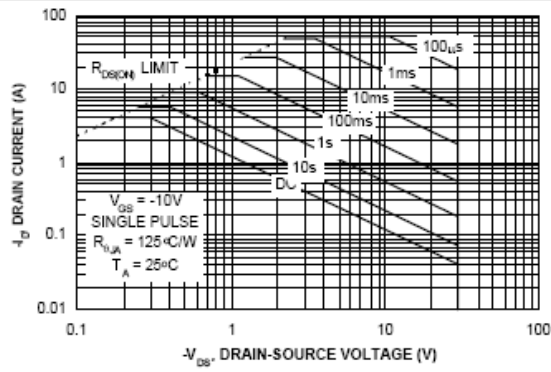 100
10
1
0.1
0.01
-I_D, DRAIN CURRENT (A)
R_DS(ON) LIMIT
100µs
1ms
10ms
100ms
1s
10s
DC
V_GS = -10V
SINGLE PULSE
R_θJA = 125°C/W
T_A = 25°C
0.1
1
10
100
-V_DS, DRAIN-SOURCE VOLTAGE (V)